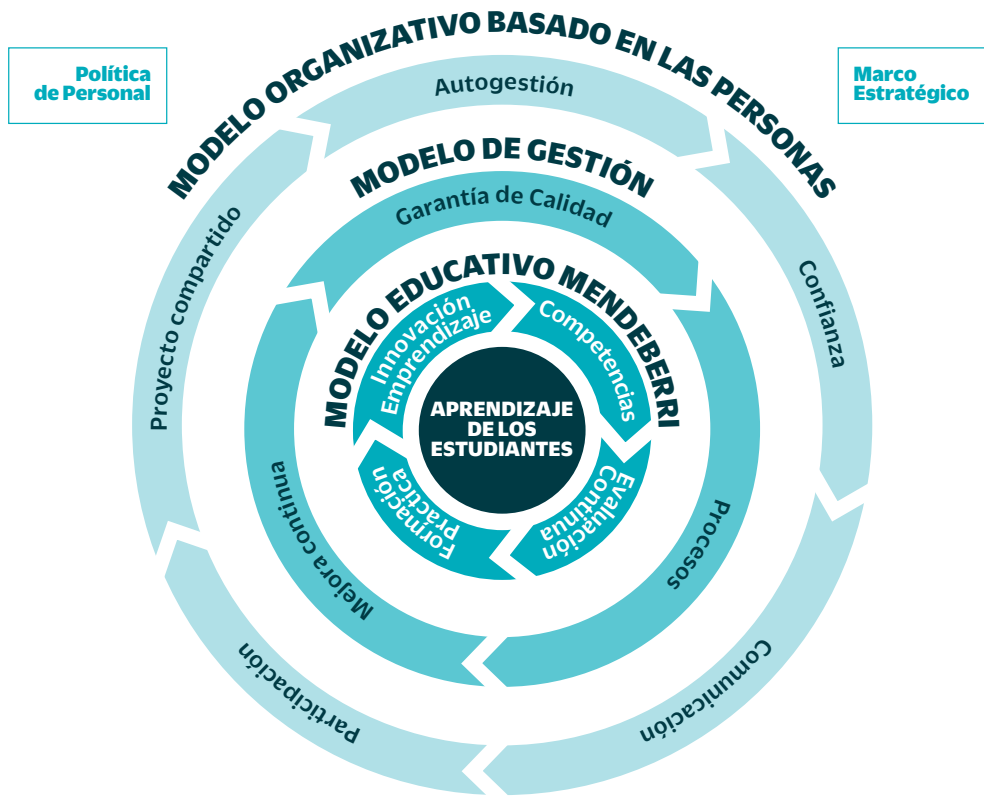 MODELO ORGANIZATIVO BASADO EN LAS PERSONAS
Política
de Personal
Marco
Estratégico
Autogestión
Confianza
Comunicación
Participación
Proyecto compartido
MODELO DE GESTIÓN
Garantía de Calidad
Procesos
Mejora continua
MODELO EDUCATIVO MENDEBERRI
Innovación
Emprendizaje
Competencias
Evaluación
Continua
Formación
Práctica
APRENDIZAJE
DE LOS
ESTUDIANTES